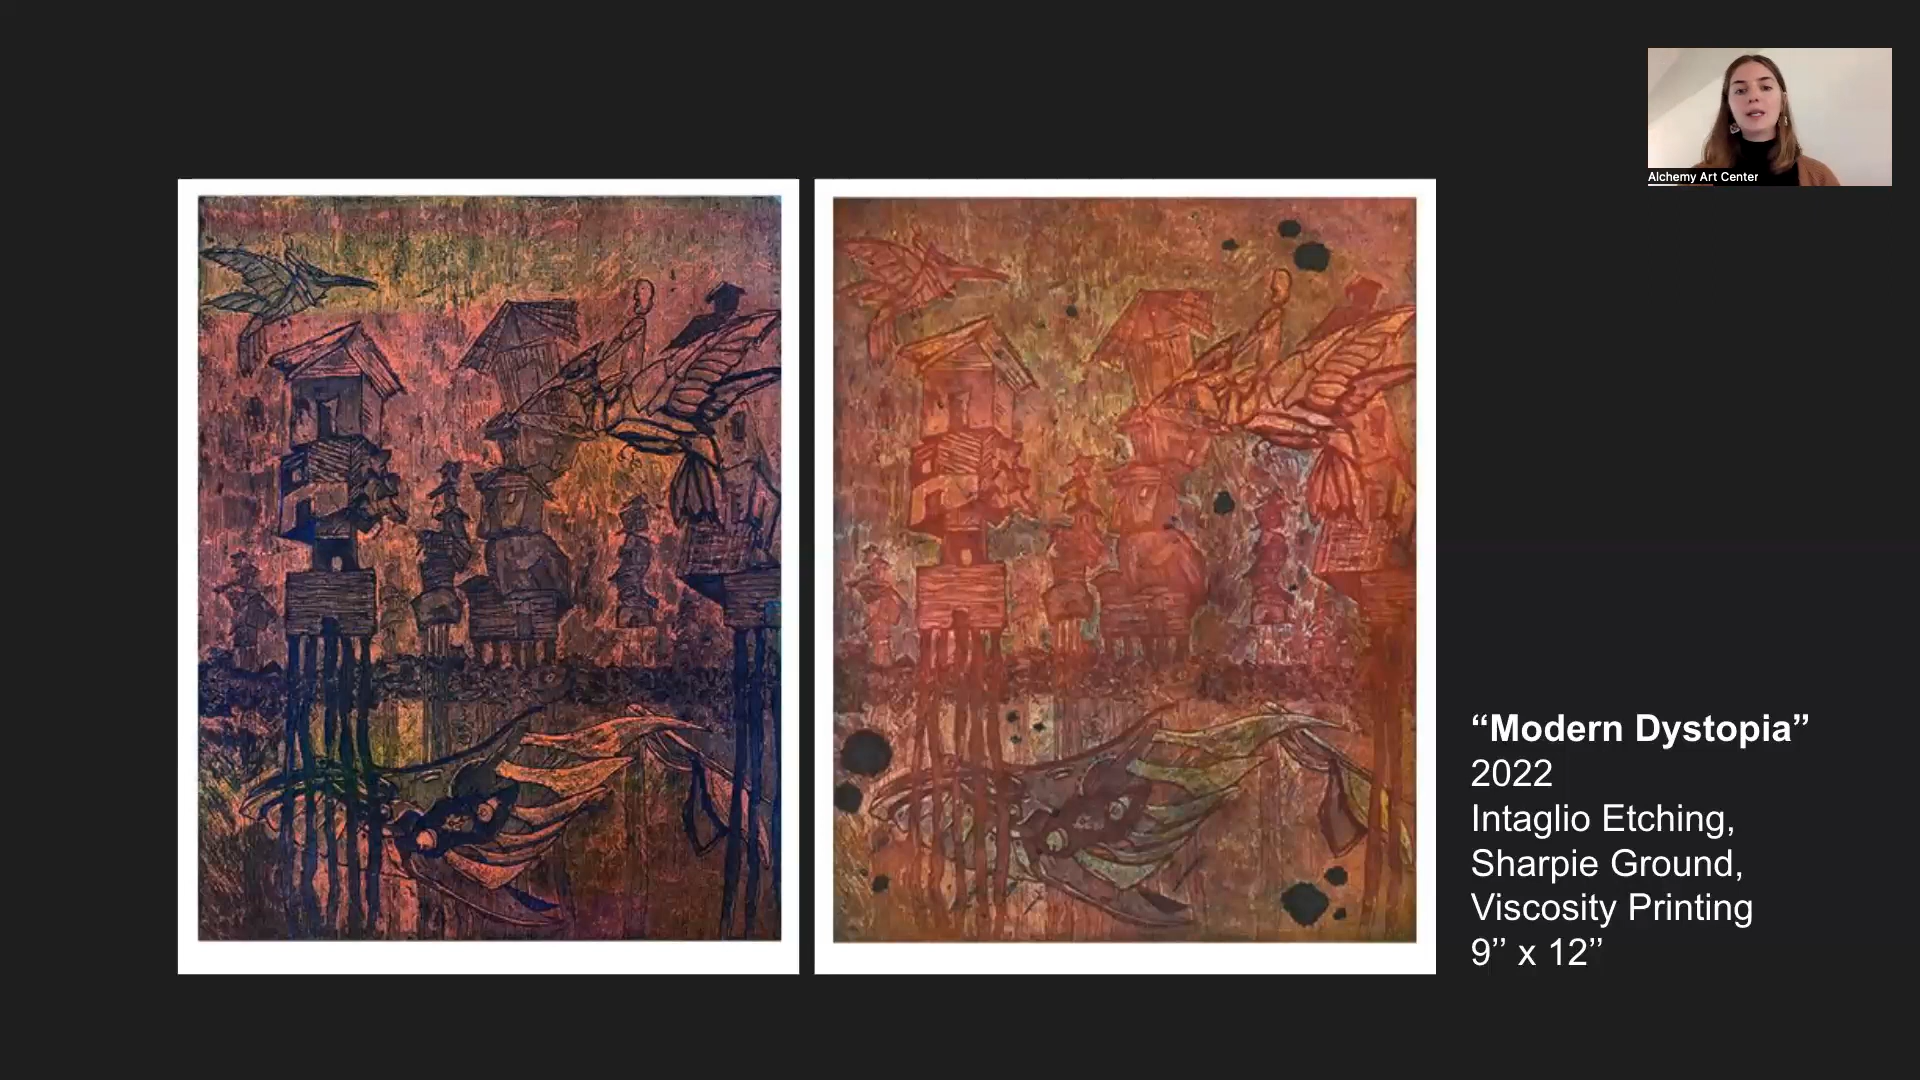 Alchemy Art Center
“Modern Dystopia”
2022
Intaglio Etching,
Sharpie Ground,
Viscosity Printing
9’’ x 12’’